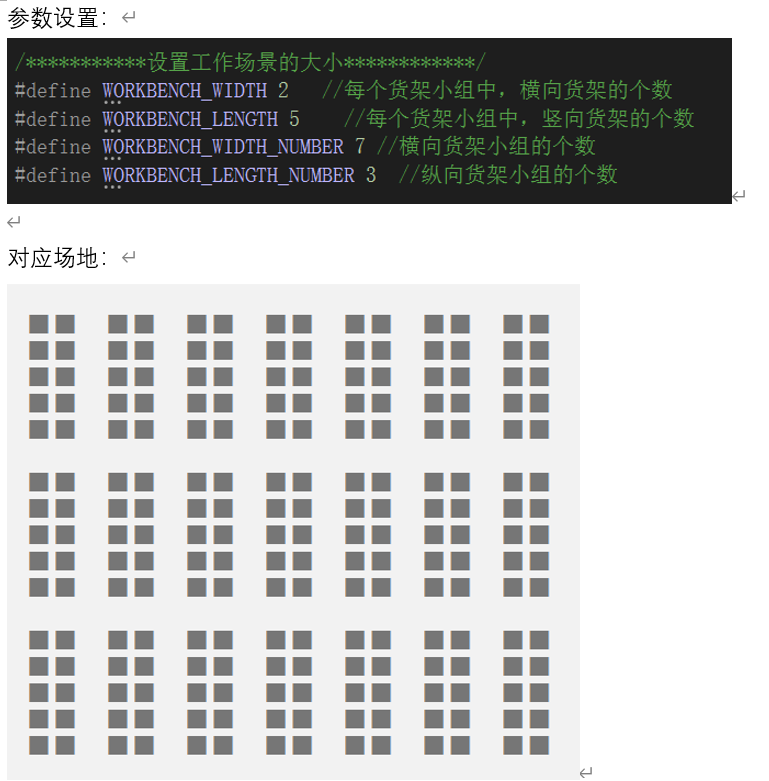 参数设置：
/***********设置工作场景的大小************/
#define WORKBENCH_WIDTH 2 //每个货架小组中，横向货架的个数
#define WORKBENCH_LENGTH 5 //每个货架小组中，竖向货架的个数
#define WORKBENCH_WIDTH_NUMBER 7 //横向货架小组的个数
#define WORKBENCH_LENGTH_NUMBER 3 //纵向货架小组的个数
对应场地：